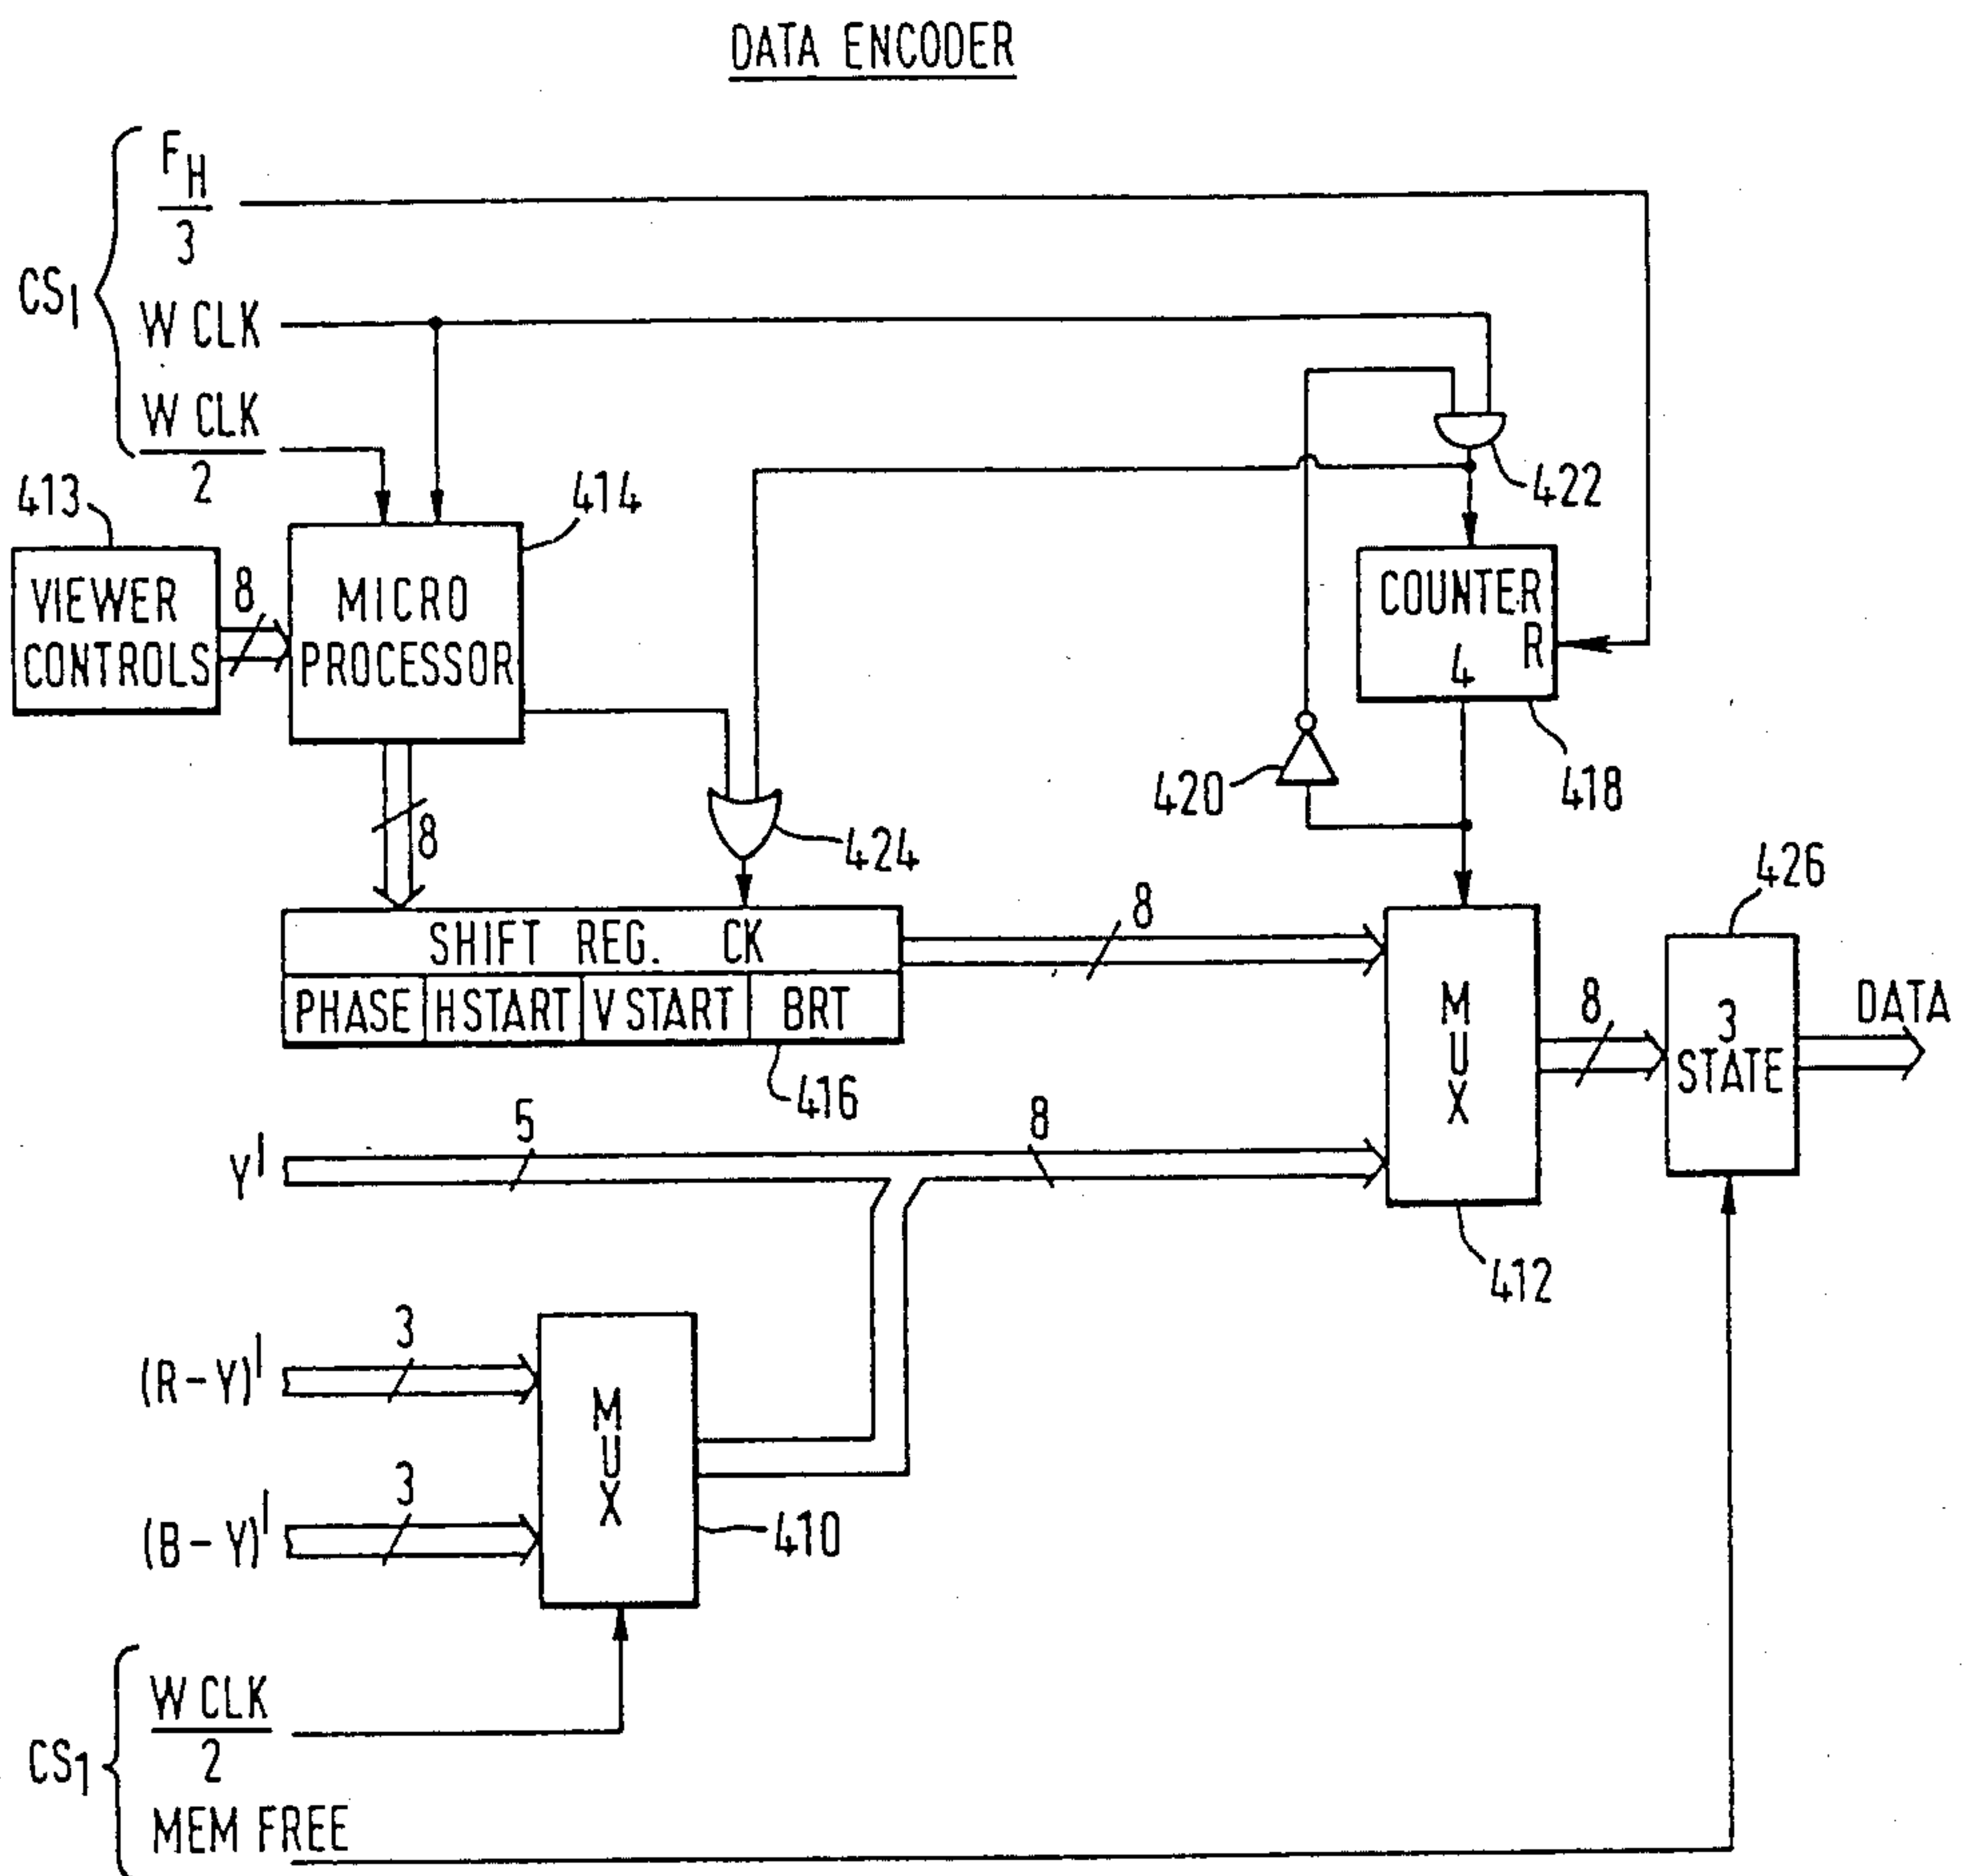 DATA ENCODER
F_H
3
CS1
W CLK
W CLK
2
413
414
422
VIEWER
CONTROLS
8
MICRO
PROCESSOR
COUNTER
R
4
420
418
8
424
426
SHIFT REG. CK
8
PHASE
H START
V START
BRT
416
M
U
X
8
3
STATE
DATA
Y'
5
8
412
(R-Y)'
3
M
U
X
(B-Y)'
3
410
CS1
W CLK
2
MEM FREE